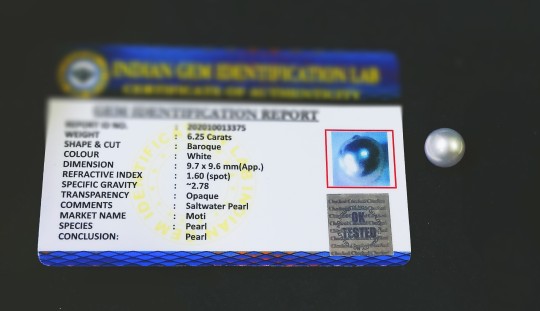 INDIAN GEM IDENTIFICATION LAB
CERTIFICATE OF AUTHENTICITY
GEM IDENTIFICATION REPORT
REPORT ID NO. : 202010013375
WEIGHT : 6.25 Carats
SHAPE & CUT : Baroque
COLOUR : White
DIMENSION : 9.7 x 9.6 mm(App.)
REFRACTIVE INDEX : 1.60 (spot)
SPECIFIC GRAVITY : ~2.78
TRANSPARENCY : Opaque
COMMENTS : Saltwater Pearl
MARKET NAME : Moti
SPECIES : Pearl
CONCLUSION: Pearl
OK
TESTED